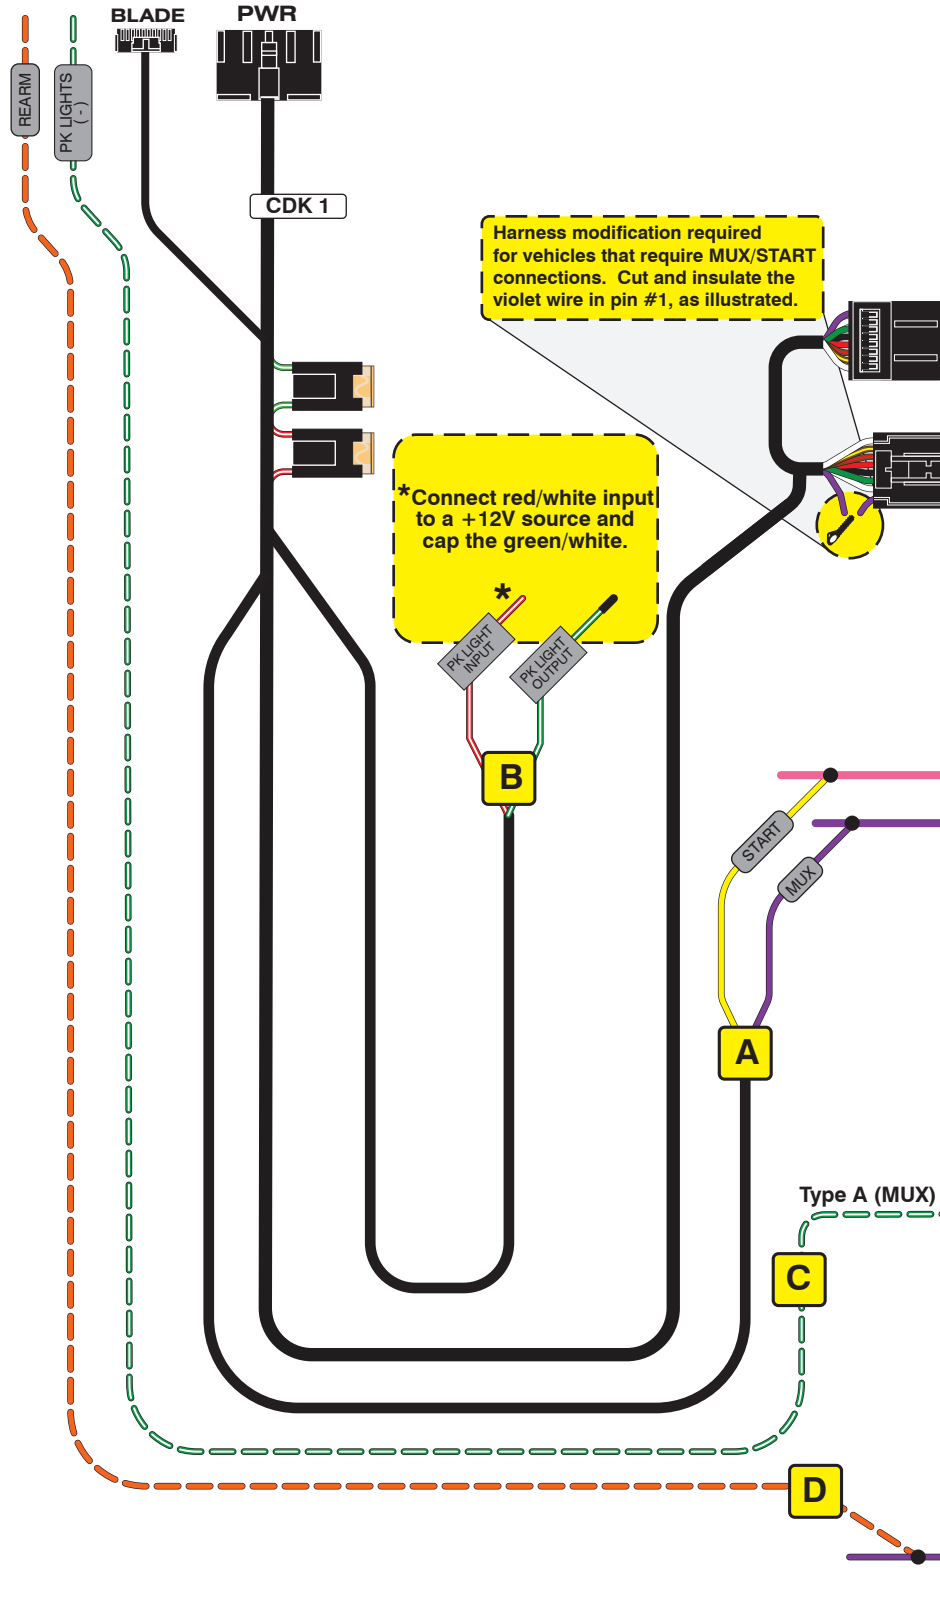 BLADE
PWR
REARM
PK LIGHTS
( - )
CDK 1
Harness modification required
for vehicles that require MUX/START
connections. Cut and insulate the
violet wire in pin #1, as illustrated.
*Connect red/white input
to a +12V source and
cap the green/white.
*
PK LIGHT
INPUT
PK LIGHT
OUTPUT
B
START
MUX
A
Type A (MUX)
C
D